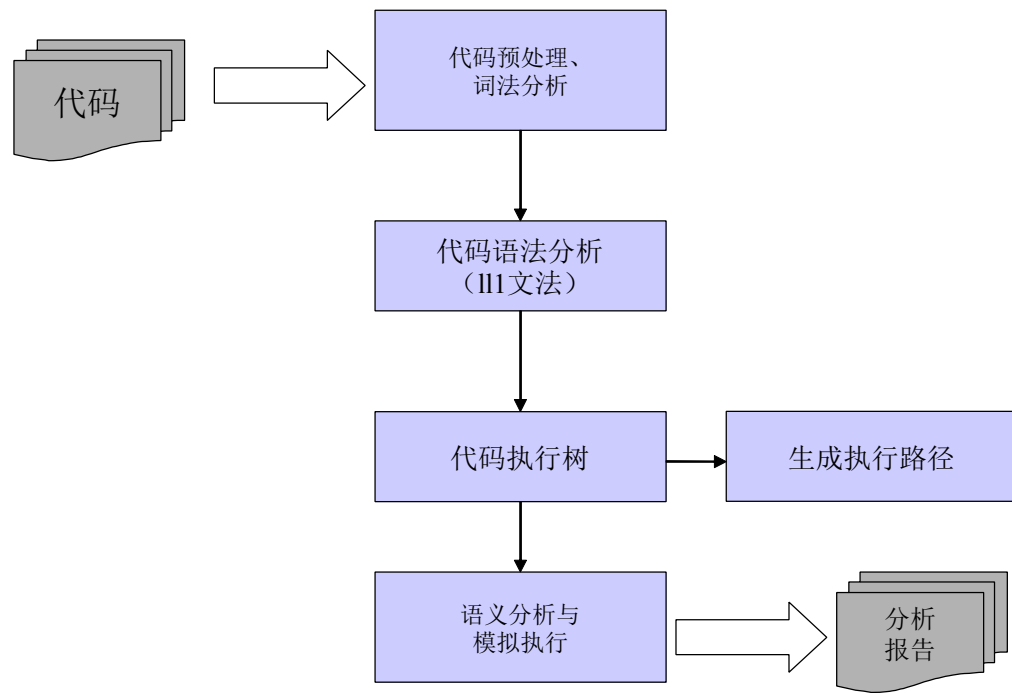 代码
代码预处理、
词法分析
代码语法分析
（ll1文法）
代码执行树
生成执行路径
语义分析与
模拟执行
分析
报告